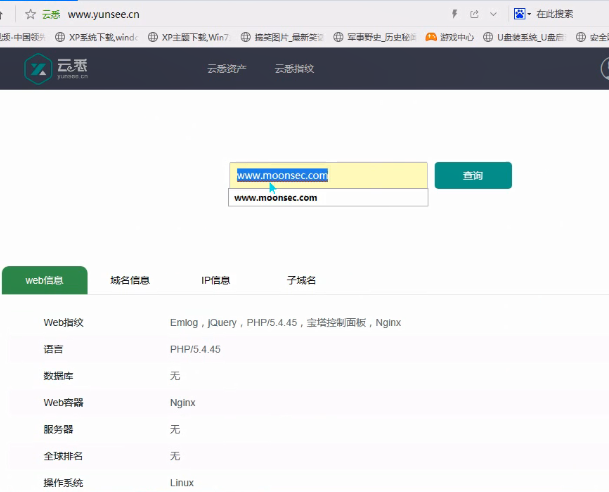 云悉 www.yunsee.cn 在此搜索
视频-中国领先 XP系统下载,windo XP主题下载,Win7 搞笑图片_最新笑 军事野史_历史秘闻 游戏中心 U盘装系统_U盘启 安全
云悉
yunsee.cn
云悉资产 云悉指纹
www.moonsec.com 查询
www.moonsec.com
web信息 域名信息 IP信息 子域名
Web指纹 Emlog，jQuery，PHP/5.4.45，宝塔控制面板，Nginx
语言 PHP/5.4.45
数据库 无
Web容器 Nginx
服务器 无
全球排名 无
操作系统 Linux